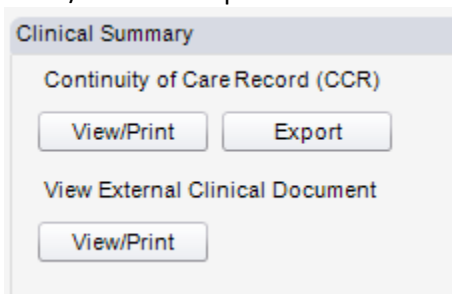 Clinical Summary
Continuity of Care Record (CCR)
View/Print Export
View External Clinical Document
View/Print